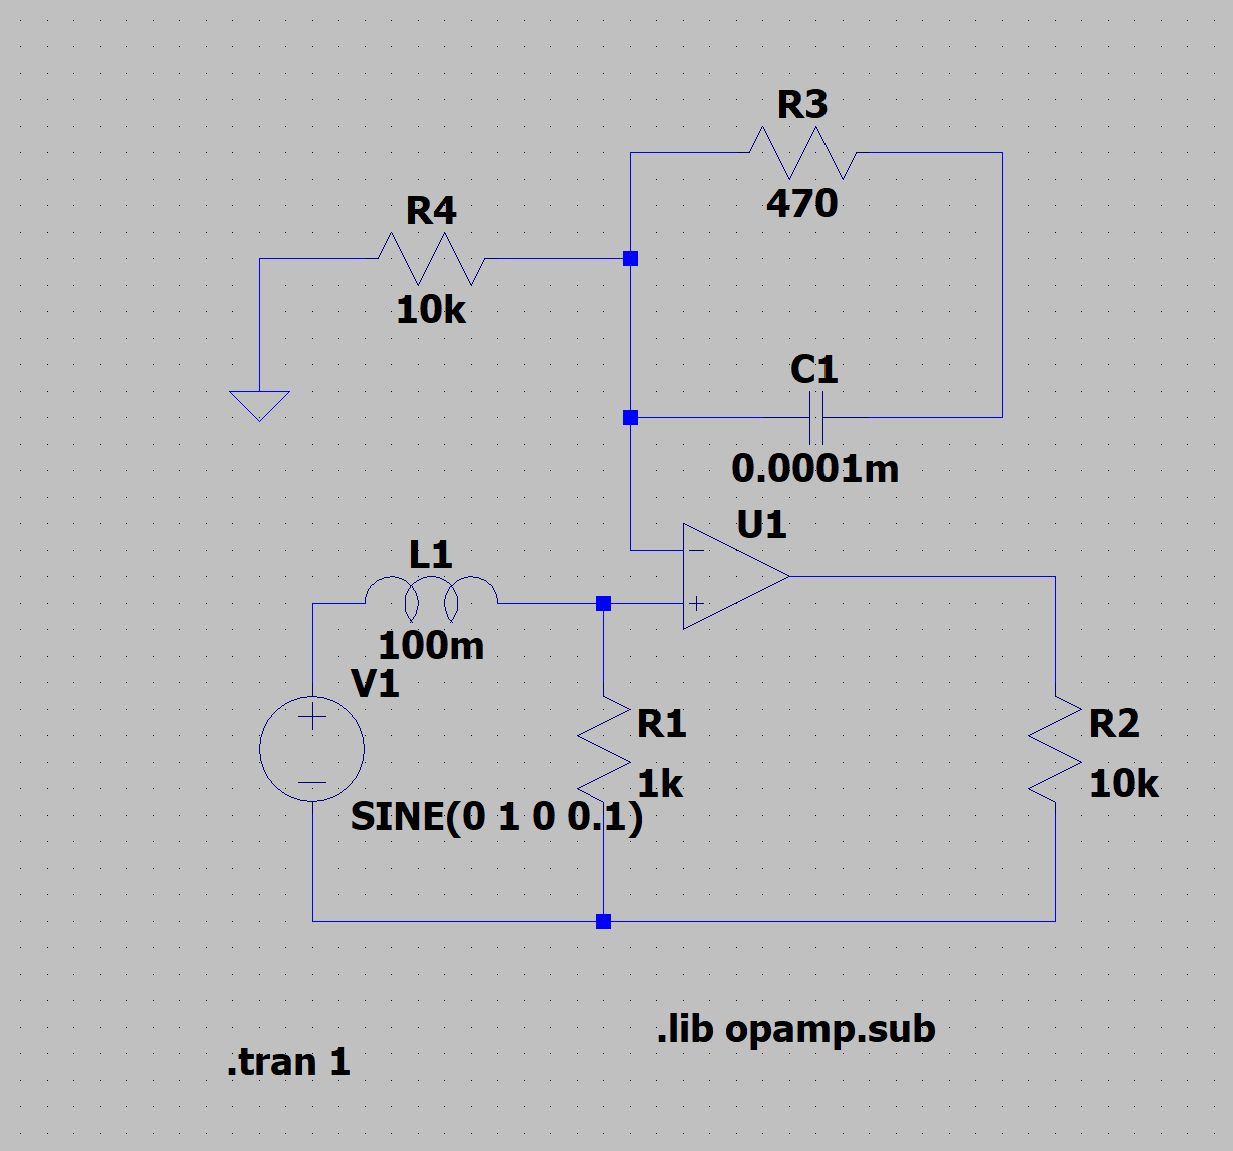 R3
470
R4
10k
C1
0.0001m
U1
L1
100m
V1
SINE(0 1 0 0.1)
R1
1k
R2
10k
.lib opamp.sub
.tran 1